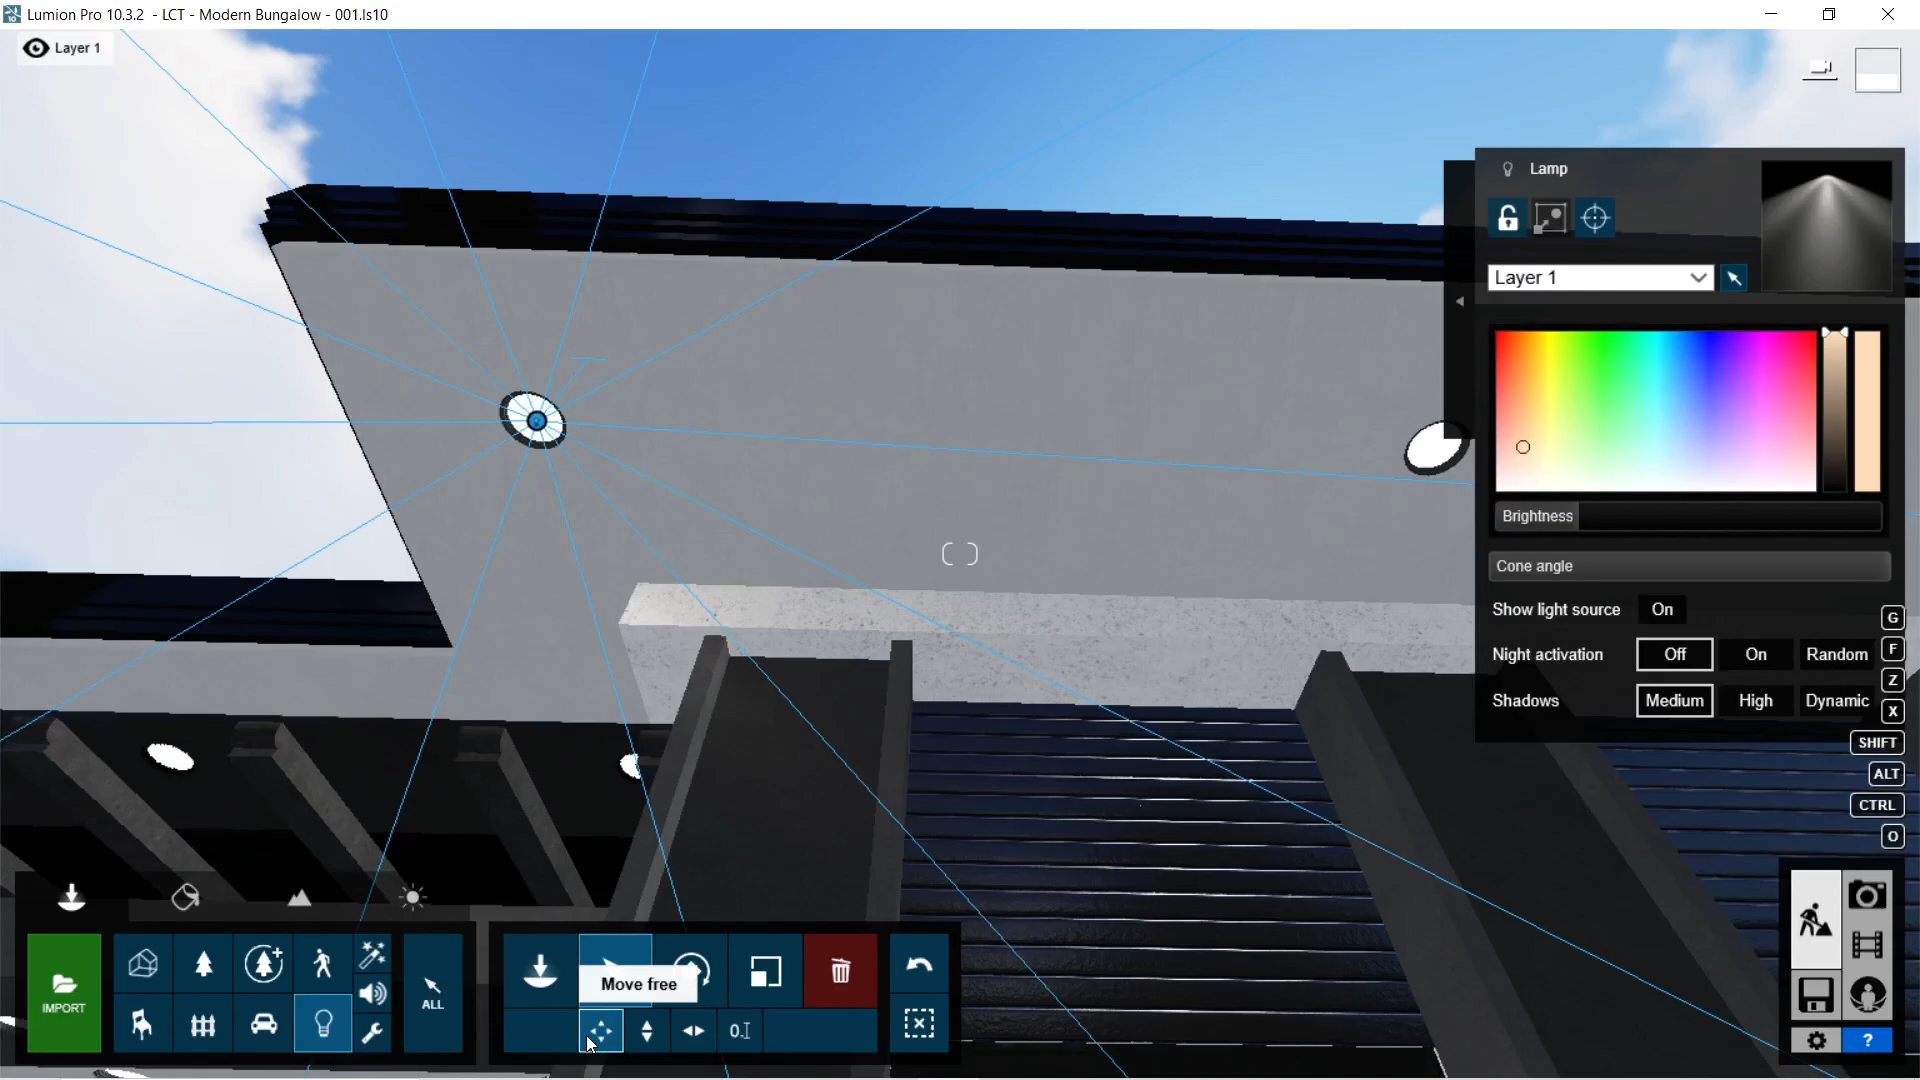 Lumion Pro 10.3.2 - LCT - Modern Bungalow - 001.ls10
Layer 1
Lamp
Layer 1
Brightness
Cone angle
Show light source On
Night activation Off On Random
Shadows Medium High Dynamic
G
F
Z
X
SHIFT
ALT
CTRL
O
IMPORT
ALL
Move free
0.
?